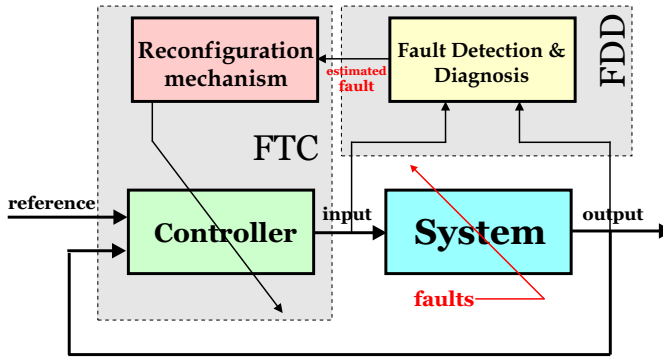 Reconfiguration
mechanism
estimated
fault
Fault Detection &
Diagnosis
FDD
FTC
reference
Controller
input
System
output
faults